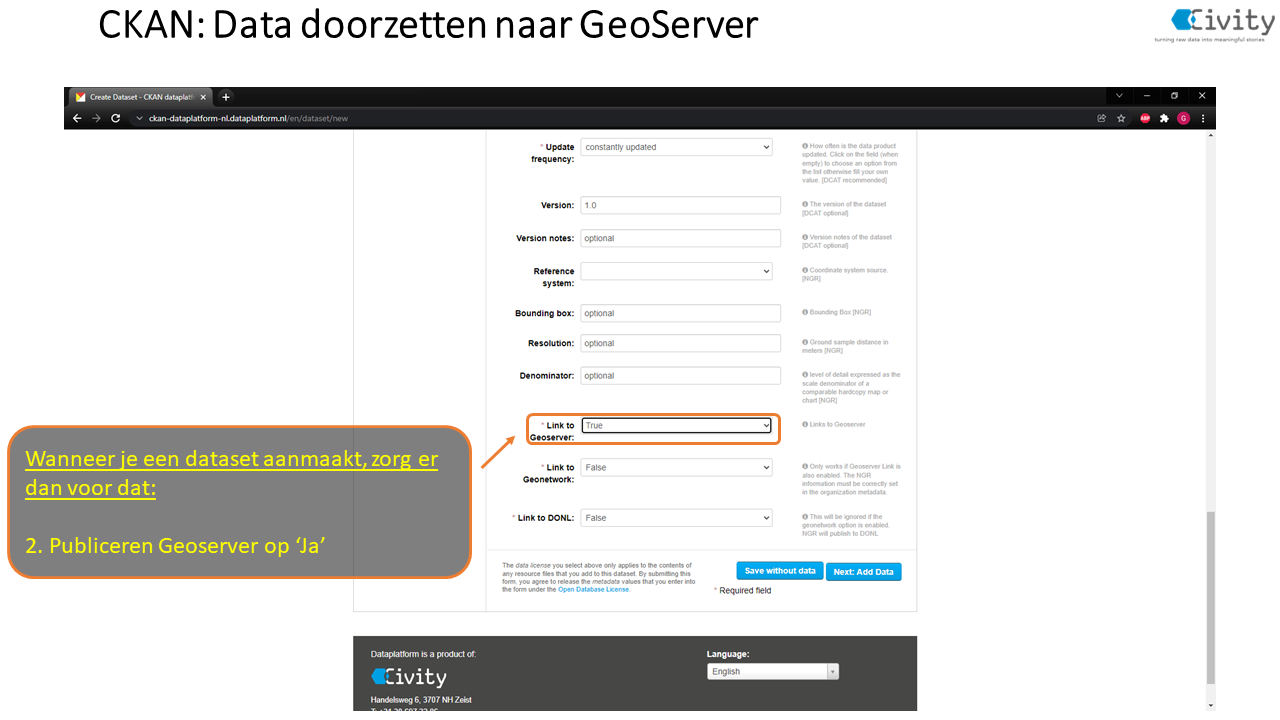 CKAN: Data doorzetten naar GeoServer
Civity
turning raw data into meaningful stories
Create Dataset - CKAN dataplatf
ckan-dataplatform-nl.dataplatform.nl/en/dataset/new
ABP
G
* Update
frequency:
constantly updated
How often is the data product
updated. Click on the field (when
empty) to choose an option from
the list otherwise fill your own
value. [DCAT recommended]
Version:
1.0
The version of the dataset
[DCAT optional]
Version notes:
optional
Version notes of the dataset
[DCAT optional]
Reference
system:
Coordinate system source.
[NGR]
Bounding box:
optional
Bounding Box [NGR]
Resolution:
optional
Ground sample distance in
meters [NGR]
Denominator:
optional
level of detail expressed as the
scale denominator of a
comparable hardcopy map or
chart [NGR]
* Link to
Geoserver:
True
Links to Geoserver
Wanneer je een dataset aanmaakt, zorg er
dan voor dat:
2. Publiceren Geoserver op ‘Ja’
* Link to
Geonetwork:
False
Only works if Geoserver Link is
also enabled. The NGR
information must be correctly set
in the organization metadata.
* Link to DONL:
False
This will be ignored if the
geonetwork option is enabled.
NGR will publish to DONL
The data license you select above only applies to the contents of
any resource files that you add to this dataset. By submitting this
form, you agree to release the metadata values that you enter into
the form under the Open Database License.
Save without data
Next: Add Data
* Required field
Dataplatform is a product of:
Civity
Handelsweg 6, 3707 NH Zeist
Language:
English